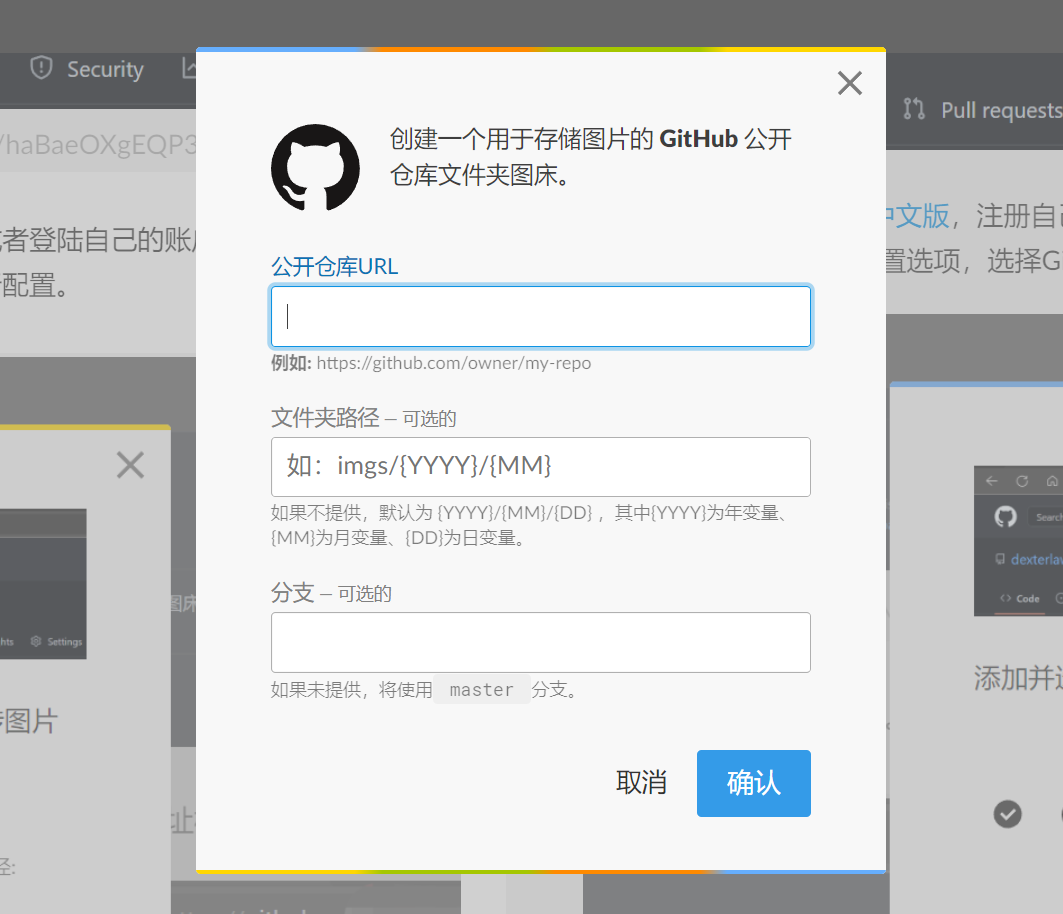 Security
Pull requests
/haBaeOXgEQP3
者登陆自己的账
配置。
中文版，注册自
置选项，选择G
创建一个用于存储图片的 GitHub 公开
仓库文件夹图床。
公开仓库URL
例如: https://github.com/owner/my-repo
文件夹路径 — 可选的
如：imgs/{YYYY}/{MM}
如果不提供，默认为 {YYYY}/{MM}/{DD} ，其中{YYYY}为年变量、
{MM}为月变量、{DD}为日变量。
分支 — 可选的
如果未提供，将使用 master 分支。
取消
确认
图床
hts
Settings
图片
址
径:
Search
dexterla
Code
添加并